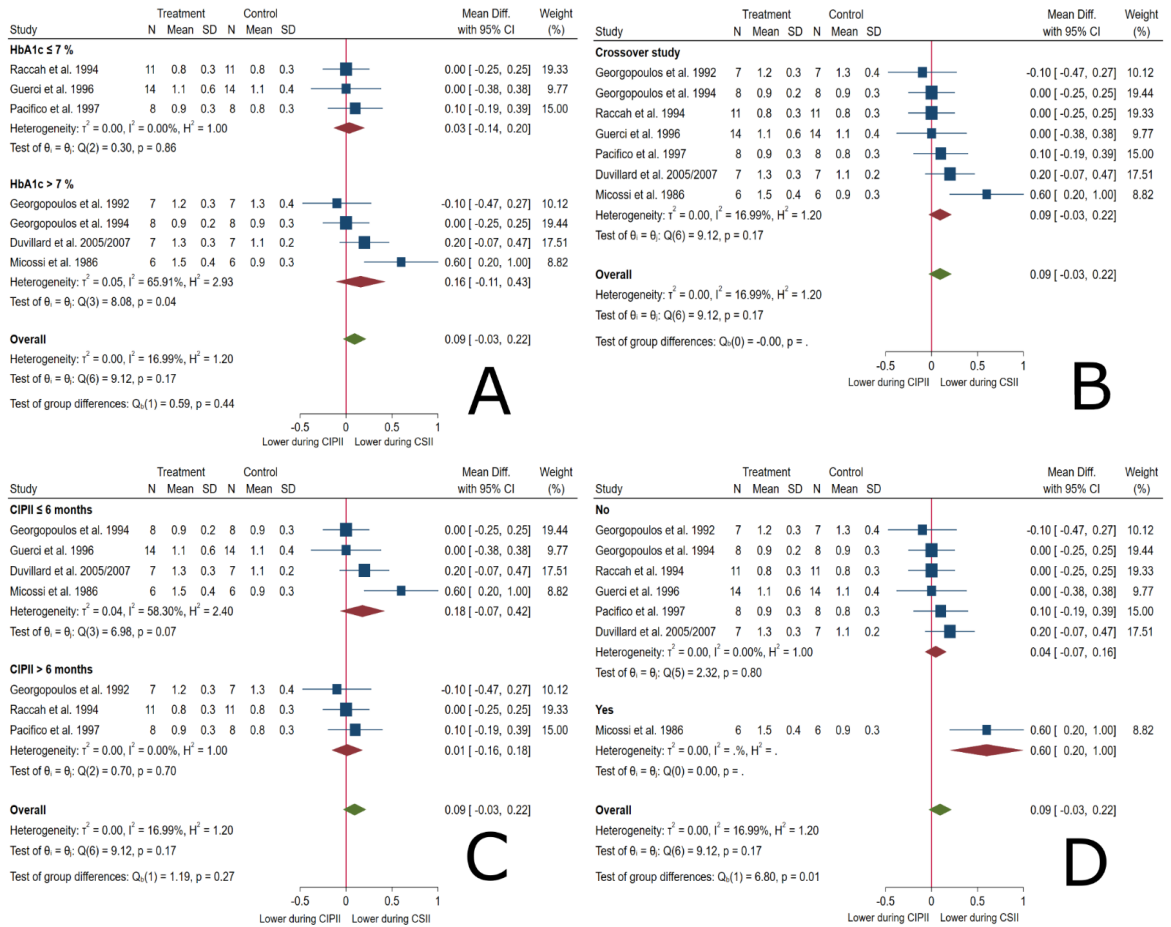 Treatment Control Mean Diff. Weight
Study N Mean SD N Mean SD with 95% CI (%)
HbA1c ≤ 7 %
Raccah et al. 1994 11 0.8 0.3 11 0.8 0.3 0.00 [ -0.25, 0.25] 19.33
Guerci et al. 1996 14 1.1 0.6 14 1.1 0.4 0.00 [ -0.38, 0.38] 9.77
Pacifico et al. 1997 8 0.9 0.3 8 0.8 0.3 0.10 [ -0.19, 0.39] 15.00
Heterogeneity: τ² = 0.00, I² = 0.00%, H² = 1.00 0.03 [ -0.14, 0.20]
Test of θᵢ = θⱼ: Q(2) = 0.30, p = 0.86
HbA1c > 7 %
Georgopoulos et al. 1992 7 1.2 0.3 7 1.3 0.4 -0.10 [ -0.47, 0.27] 10.12
Georgopoulos et al. 1994 8 0.9 0.2 8 0.9 0.3 0.00 [ -0.25, 0.25] 19.44
Duvillard et al. 2005/2007 7 1.3 0.3 7 1.1 0.2 0.20 [ -0.07, 0.47] 17.51
Micossi et al. 1986 6 1.5 0.4 6 0.9 0.3 0.60 [ 0.20, 1.00] 8.82
Heterogeneity: τ² = 0.05, I² = 65.91%, H² = 2.93 0.16 [ -0.11, 0.43]
Test of θᵢ = θⱼ: Q(3) = 8.08, p = 0.04
Overall 0.09 [ -0.03, 0.22]
Heterogeneity: τ² = 0.00, I² = 16.99%, H² = 1.20
Test of θᵢ = θⱼ: Q(6) = 9.12, p = 0.17
Test of group differences: Q_b(1) = 0.59, p = 0.44
-0.5 0 0.5 1
Lower during CIPII Lower during CSII
A
Treatment Control Mean Diff. Weight
Study N Mean SD N Mean SD with 95% CI (%)
Crossover study
Georgopoulos et al. 1992 7 1.2 0.3 7 1.3 0.4 -0.10 [ -0.47, 0.27] 10.12
Georgopoulos et al. 1994 8 0.9 0.2 8 0.9 0.3 0.00 [ -0.25, 0.25] 19.44
Raccah et al. 1994 11 0.8 0.3 11 0.8 0.3 0.00 [ -0.25, 0.25] 19.33
Guerci et al. 1996 14 1.1 0.6 14 1.1 0.4 0.00 [ -0.38, 0.38] 9.77
Pacifico et al. 1997 8 0.9 0.3 8 0.8 0.3 0.10 [ -0.19, 0.39] 15.00
Duvillard et al. 2005/2007 7 1.3 0.3 7 1.1 0.2 0.20 [ -0.07, 0.47] 17.51
Micossi et al. 1986 6 1.5 0.4 6 0.9 0.3 0.60 [ 0.20, 1.00] 8.82
Heterogeneity: τ² = 0.00, I² = 16.99%, H² = 1.20 0.09 [ -0.03, 0.22]
Test of θᵢ = θⱼ: Q(6) = 9.12, p = 0.17
Overall 0.09 [ -0.03, 0.22]
Heterogeneity: τ² = 0.00, I² = 16.99%, H² = 1.20
Test of θᵢ = θⱼ: Q(6) = 9.12, p = 0.17
Test of group differences: Q_b(0) = -0.00, p = .
-0.5 0 0.5 1
Lower during CIPII Lower during CSII
B
Treatment Control Mean Diff. Weight
Study N Mean SD N Mean SD with 95% CI (%)
CIPII ≤ 6 months
Georgopoulos et al. 1994 8 0.9 0.2 8 0.9 0.3 0.00 [ -0.25, 0.25] 19.44
Guerci et al. 1996 14 1.1 0.6 14 1.1 0.4 0.00 [ -0.38, 0.38] 9.77
Duvillard et al. 2005/2007 7 1.3 0.3 7 1.1 0.2 0.20 [ -0.07, 0.47] 17.51
Micossi et al. 1986 6 1.5 0.4 6 0.9 0.3 0.60 [ 0.20, 1.00] 8.82
Heterogeneity: τ² = 0.04, I² = 58.30%, H² = 2.40 0.18 [ -0.07, 0.42]
Test of θᵢ = θⱼ: Q(3) = 6.98, p = 0.07
CIPII > 6 months
Georgopoulos et al. 1992 7 1.2 0.3 7 1.3 0.4 -0.10 [ -0.47, 0.27] 10.12
Raccah et al. 1994 11 0.8 0.3 11 0.8 0.3 0.00 [ -0.25, 0.25] 19.33
Pacifico et al. 1997 8 0.9 0.3 8 0.8 0.3 0.10 [ -0.19, 0.39] 15.00
Heterogeneity: τ² = 0.00, I² = 0.00%, H² = 1.00 0.01 [ -0.16, 0.18]
Test of θᵢ = θⱼ: Q(2) = 0.70, p = 0.70
Overall 0.09 [ -0.03, 0.22]
Heterogeneity: τ² = 0.00, I² = 16.99%, H² = 1.20
Test of θᵢ = θⱼ: Q(6) = 9.12, p = 0.17
Test of group differences: Q_b(1) = 1.19, p = 0.27
-0.5 0 0.5 1
Lower during CIPII Lower during CSII
C
Treatment Control Mean Diff. Weight
Study N Mean SD N Mean SD with 95% CI (%)
No
Georgopoulos et al. 1992 7 1.2 0.3 7 1.3 0.4 -0.10 [ -0.47, 0.27] 10.12
Georgopoulos et al. 1994 8 0.9 0.2 8 0.9 0.3 0.00 [ -0.25, 0.25] 19.44
Raccah et al. 1994 11 0.8 0.3 11 0.8 0.3 0.00 [ -0.25, 0.25] 19.33
Guerci et al. 1996 14 1.1 0.6 14 1.1 0.4 0.00 [ -0.38, 0.38] 9.77
Pacifico et al. 1997 8 0.9 0.3 8 0.8 0.3 0.10 [ -0.19, 0.39] 15.00
Duvillard et al. 2005/2007 7 1.3 0.3 7 1.1 0.2 0.20 [ -0.07, 0.47] 17.51
Heterogeneity: τ² = 0.00, I² = 0.00%, H² = 1.00 0.04 [ -0.07, 0.16]
Test of θᵢ = θⱼ: Q(5) = 2.32, p = 0.80
Yes
Micossi et al. 1986 6 1.5 0.4 6 0.9 0.3 0.60 [ 0.20, 1.00] 8.82
Heterogeneity: τ² = 0.00, I² = .%, H² = . 0.60 [ 0.20, 1.00]
Test of θᵢ = θⱼ: Q(0) = 0.00, p = .
Overall 0.09 [ -0.03, 0.22]
Heterogeneity: τ² = 0.00, I² = 16.99%, H² = 1.20
Test of θᵢ = θⱼ: Q(6) = 9.12, p = 0.17
Test of group differences: Q_b(1) = 6.80, p = 0.01
-0.5 0 0.5 1
Lower during CIPII Lower during CSII
D